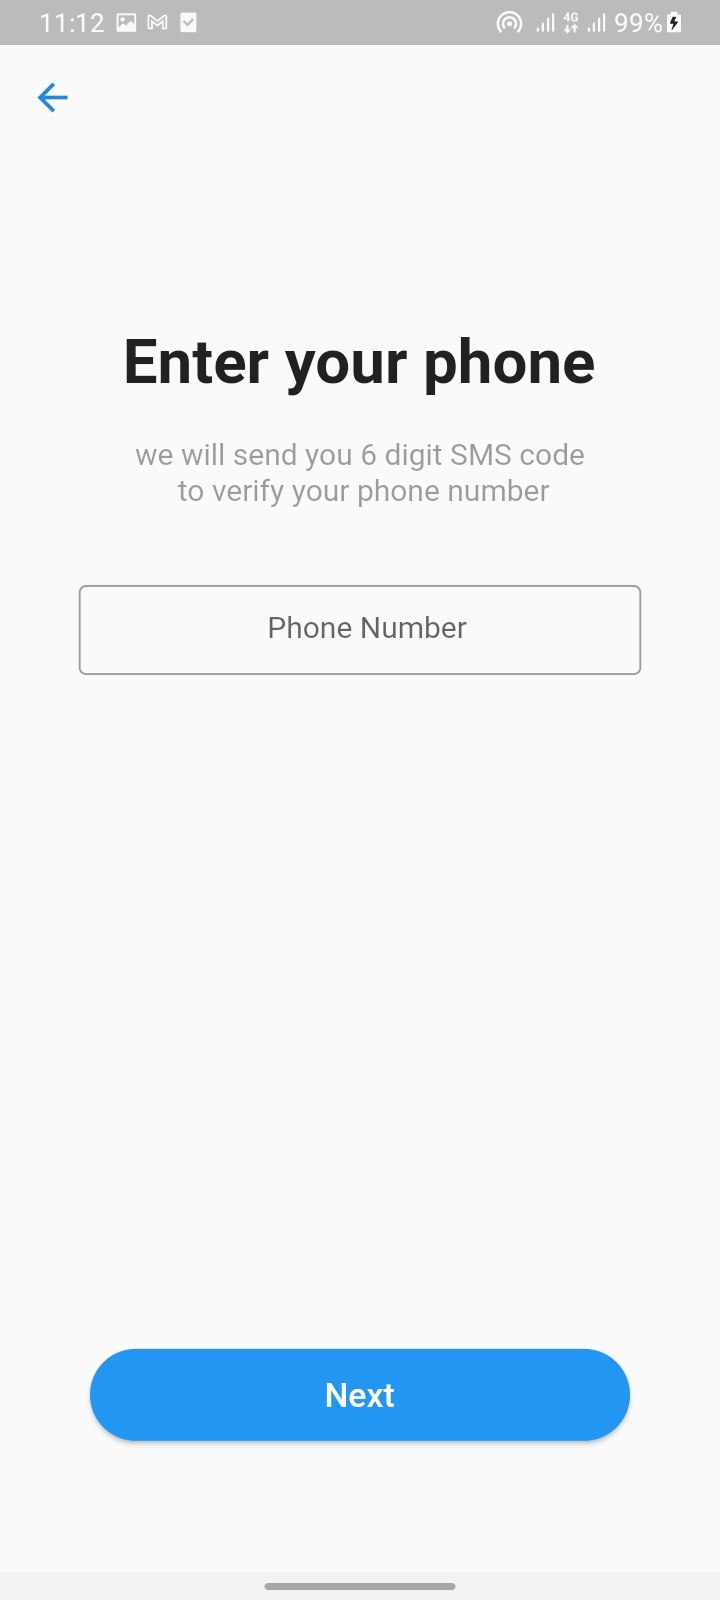 11:12 4G 99%
Enter your phone
we will send you 6 digit SMS code
to verify your phone number
Phone Number
Next